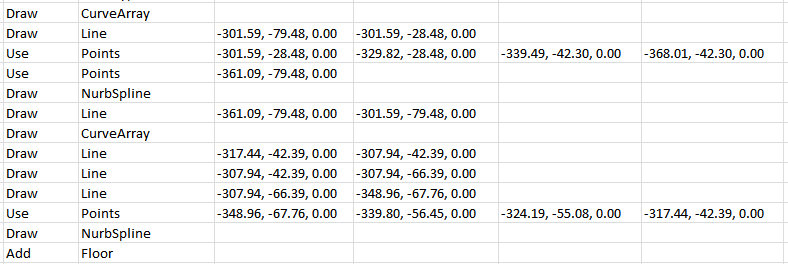 Draw CurveArray
Draw Line -301.59, -79.48, 0.00 -301.59, -28.48, 0.00
Use Points -301.59, -28.48, 0.00 -329.82, -28.48, 0.00 -339.49, -42.30, 0.00 -368.01, -42.30, 0.00
Use Points -361.09, -79.48, 0.00
Draw NurbSpline
Draw Line -361.09, -79.48, 0.00 -301.59, -79.48, 0.00
Draw CurveArray
Draw Line -317.44, -42.39, 0.00 -307.94, -42.39, 0.00
Draw Line -307.94, -42.39, 0.00 -307.94, -66.39, 0.00
Draw Line -307.94, -66.39, 0.00 -348.96, -67.76, 0.00
Use Points -348.96, -67.76, 0.00 -339.80, -56.45, 0.00 -324.19, -55.08, 0.00 -317.44, -42.39, 0.00
Draw NurbSpline
Add Floor